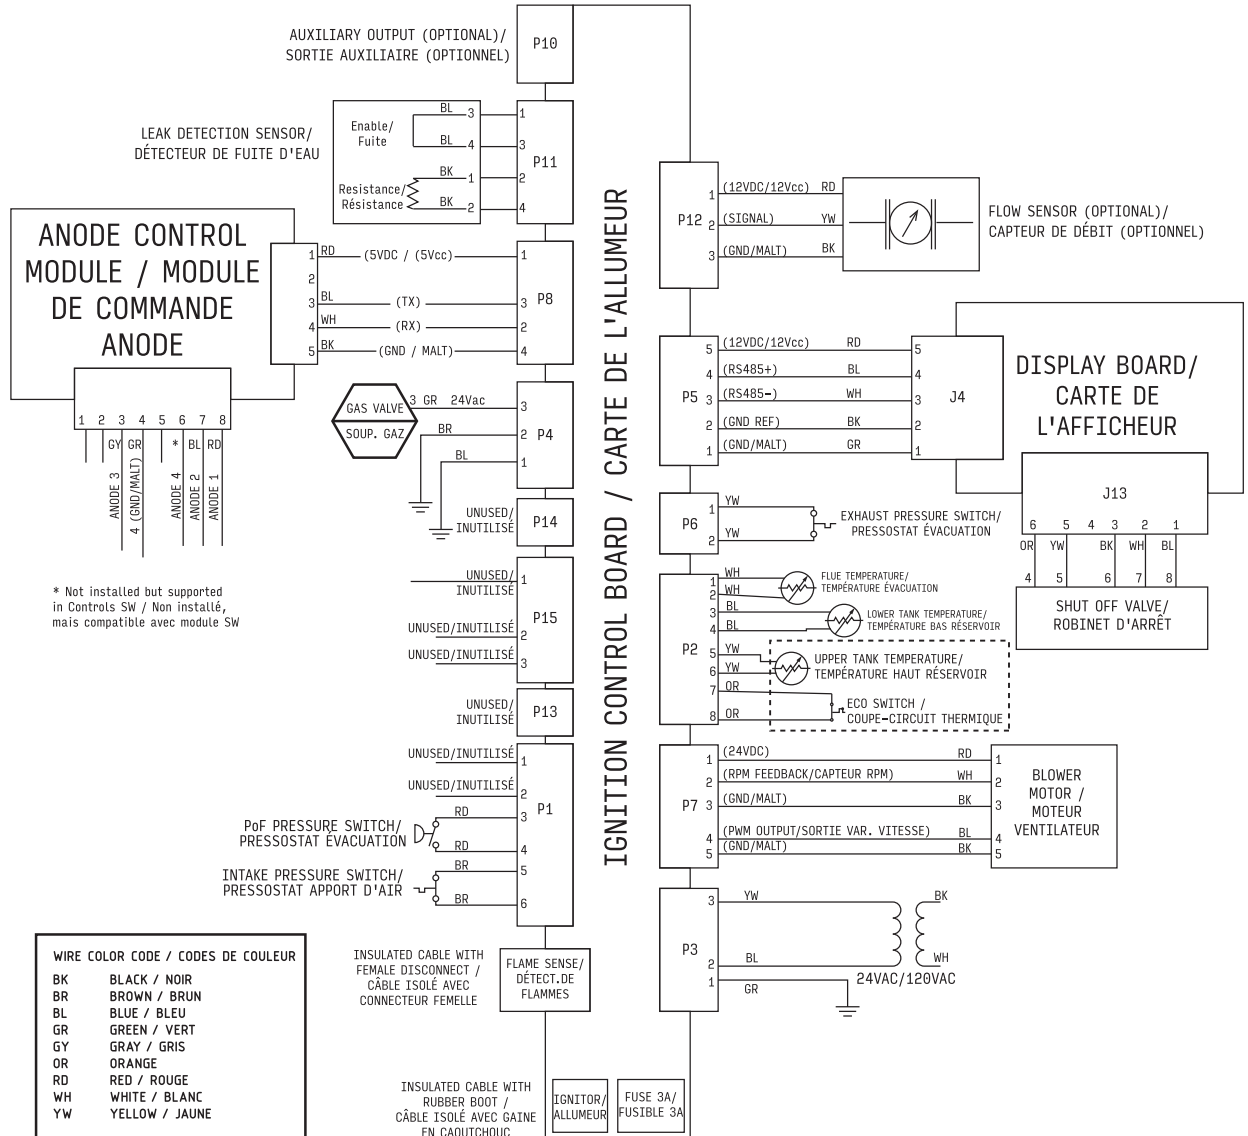 AUXILIARY OUTPUT (OPTIONAL)/
SORTIE AUXILIAIRE (OPTIONNEL)
P10
LEAK DETECTION SENSOR/
DÉTECTEUR DE FUITE D'EAU
Enable/
Fuite
Resistance/
Résistance
BL 3 1
BL 4 3
BK 1 2
BK 2 4
P11
ANODE CONTROL
MODULE / MODULE
DE COMMANDE
ANODE
1 RD (5VDC / (5Vcc) 1
2
3 BL (TX) 3
4 WH (RX) 2
5 BK (GND / MALT) 4
P8
1 2 3 4 5 6 7 8
GY GR * BL RD
ANODE 3
4 (GND/MALT)
ANODE 4
ANODE 2
ANODE 1
* Not installed but supported
in Controls SW / Non installé,
mais compatible avec module SW
GAS VALVE
SOUP. GAZ
3 GR 24Vac 3
BR 2
BL 1
P4
UNUSED/
INUTILISÉ
P14
UNUSED/
INUTILISÉ
1
UNUSED/INUTILISÉ
2
UNUSED/INUTILISÉ
3
P15
UNUSED/
INUTILISÉ
P13
UNUSED/INUTILISÉ
1
UNUSED/INUTILISÉ
2
RD 3
RD 4
BR 5
BR 6
P1
PoF PRESSURE SWITCH/
PRESSOSTAT ÉVACUATION
INTAKE PRESSURE SWITCH/
PRESSOSTAT APPORT D'AIR
INSULATED CABLE WITH
FEMALE DISCONNECT /
CÂBLE ISOLÉ AVEC
CONNECTEUR FEMELLE
FLAME SENSE/
DÉTECT.DE
FLAMMES
INSULATED CABLE WITH
RUBBER BOOT /
CÂBLE ISOLÉ AVEC GAINE
EN CAOUTCHOUC
IGNITOR/
ALLUMEUR
FUSE 3A/
FUSIBLE 3A
WIRE COLOR CODE / CODES DE COULEUR
BK BLACK / NOIR
BR BROWN / BRUN
BL BLUE / BLEU
GR GREEN / VERT
GY GRAY / GRIS
OR ORANGE
RD RED / ROUGE
WH WHITE / BLANC
YW YELLOW / JAUNE
IGNITION CONTROL BOARD / CARTE DE L'ALLUMEUR
P12
1 (12VDC/12Vcc) RD
2 (SIGNAL) YW
3 (GND/MALT) BK
FLOW SENSOR (OPTIONAL)/
CAPTEUR DE DÉBIT (OPTIONNEL)
P5
5 (12VDC/12Vcc) RD 5
4 (RS485+) BL 4
3 (RS485-) WH 3
2 (GND REF) BK 2
1 (GND/MALT) GR 1
J4
DISPLAY BOARD/
CARTE DE
L'AFFICHEUR
J13
6 5 4 3 2 1
OR YW BK WH BL
4 5 6 7 8
SHUT OFF VALVE/
ROBINET D'ARRÊT
P6
1 YW
2 YW
EXHAUST PRESSURE SWITCH/
PRESSOSTAT ÉVACUATION
P2
1 WH
2 WH
3 BL
4 BL
5 YW
6 YW
7 OR
8 OR
FLUE TEMPERATURE/
TEMPÉRATURE ÉVACUATION
LOWER TANK TEMPERATURE/
TEMPÉRATURE BAS RÉSERVOIR
UPPER TANK TEMPERATURE/
TEMPÉRATURE HAUT RÉSERVOIR
ECO SWITCH /
COUPE-CIRCUIT THERMIQUE
P7
1 (24VDC) RD 1
2 (RPM FEEDBACK/CAPTEUR RPM) WH 2
3 (GND/MALT) BK 3
4 (PWM OUTPUT/SORTIE VAR. VITESSE) BL 4
5 (GND/MALT) BK 5
BLOWER
MOTOR /
MOTEUR
VENTILATEUR
P3
3 YW BK
2 BL WH
1 GR
24VAC/120VAC